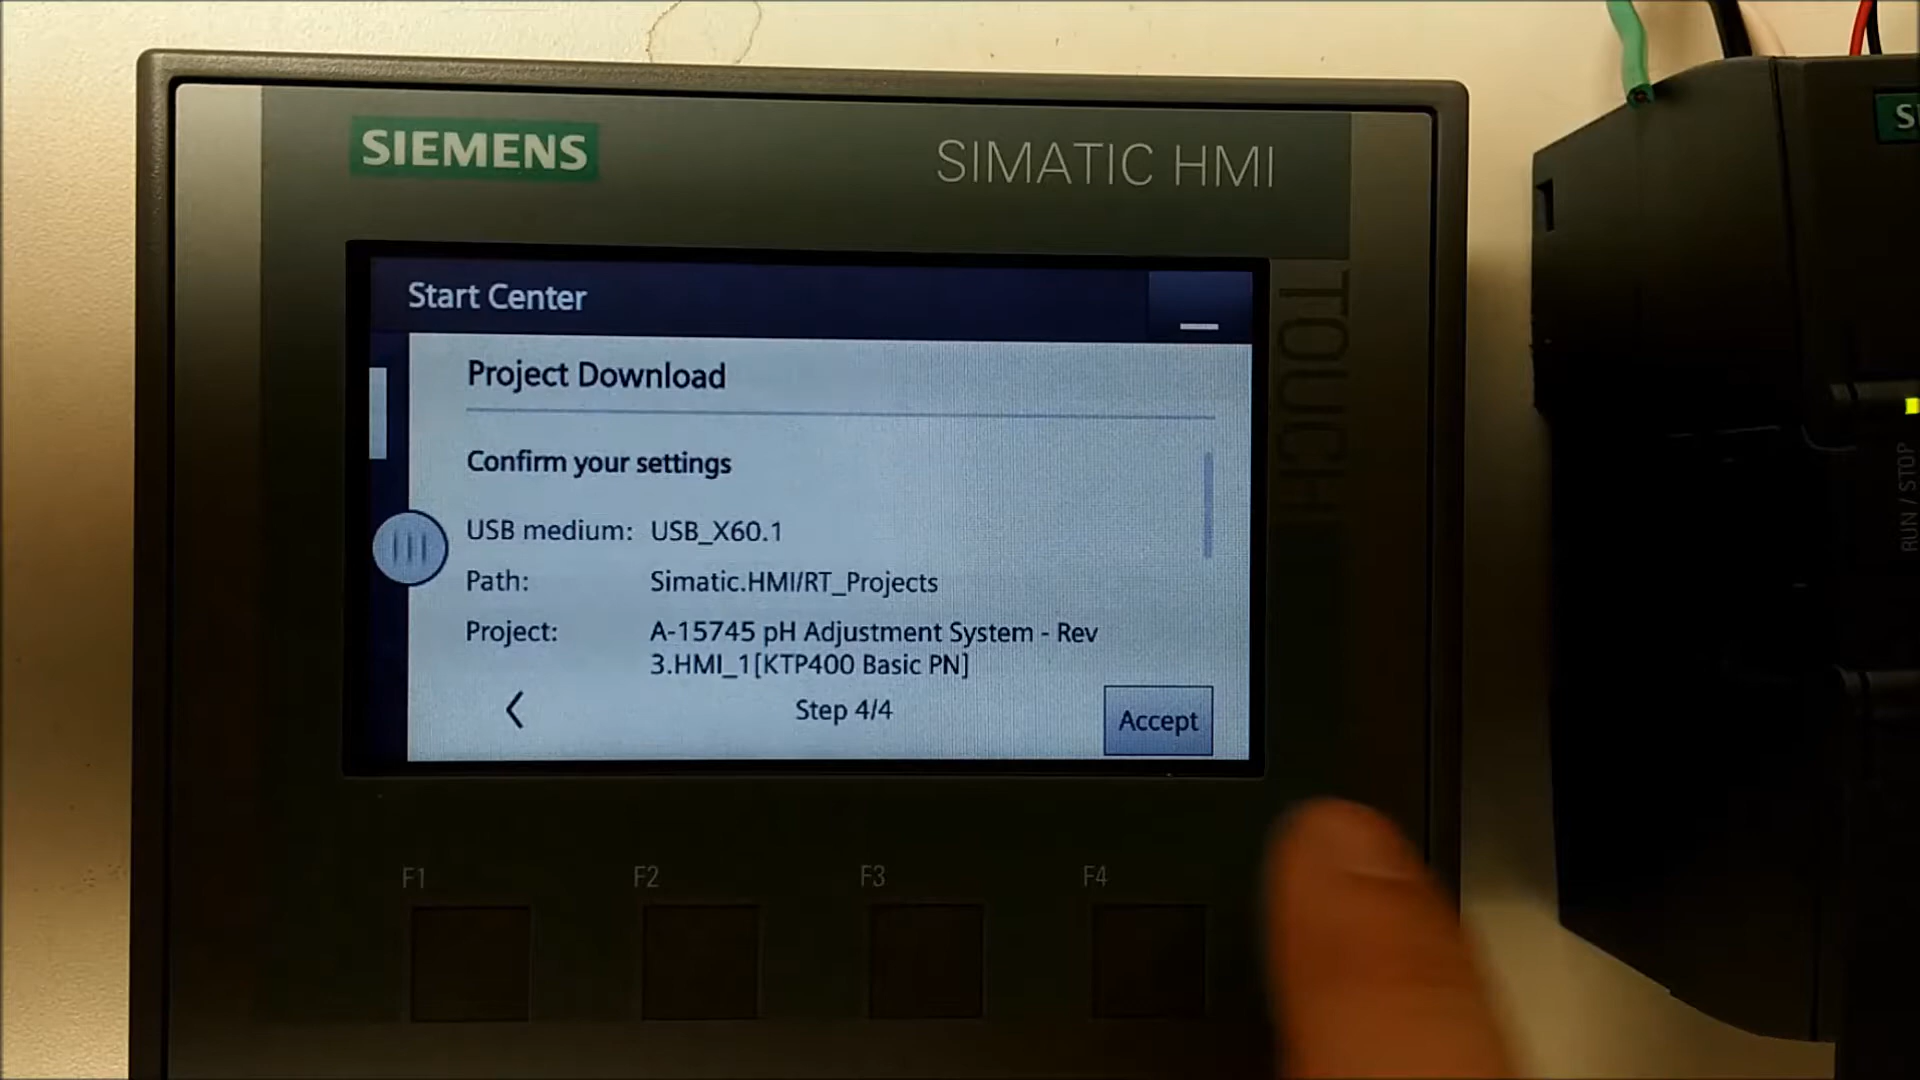 SIEMENS
SIMATIC HMI
TOUCH
Start Center
Project Download
Confirm your settings
USB medium: USB_X60.1
Path: Simatic.HMI/RT_Projects
Project: A-15745 pH Adjustment System - Rev
3.HMI_1[KTP400 Basic PN]
Step 4/4
Accept
F1 F2 F3 F4
RUN / STOP